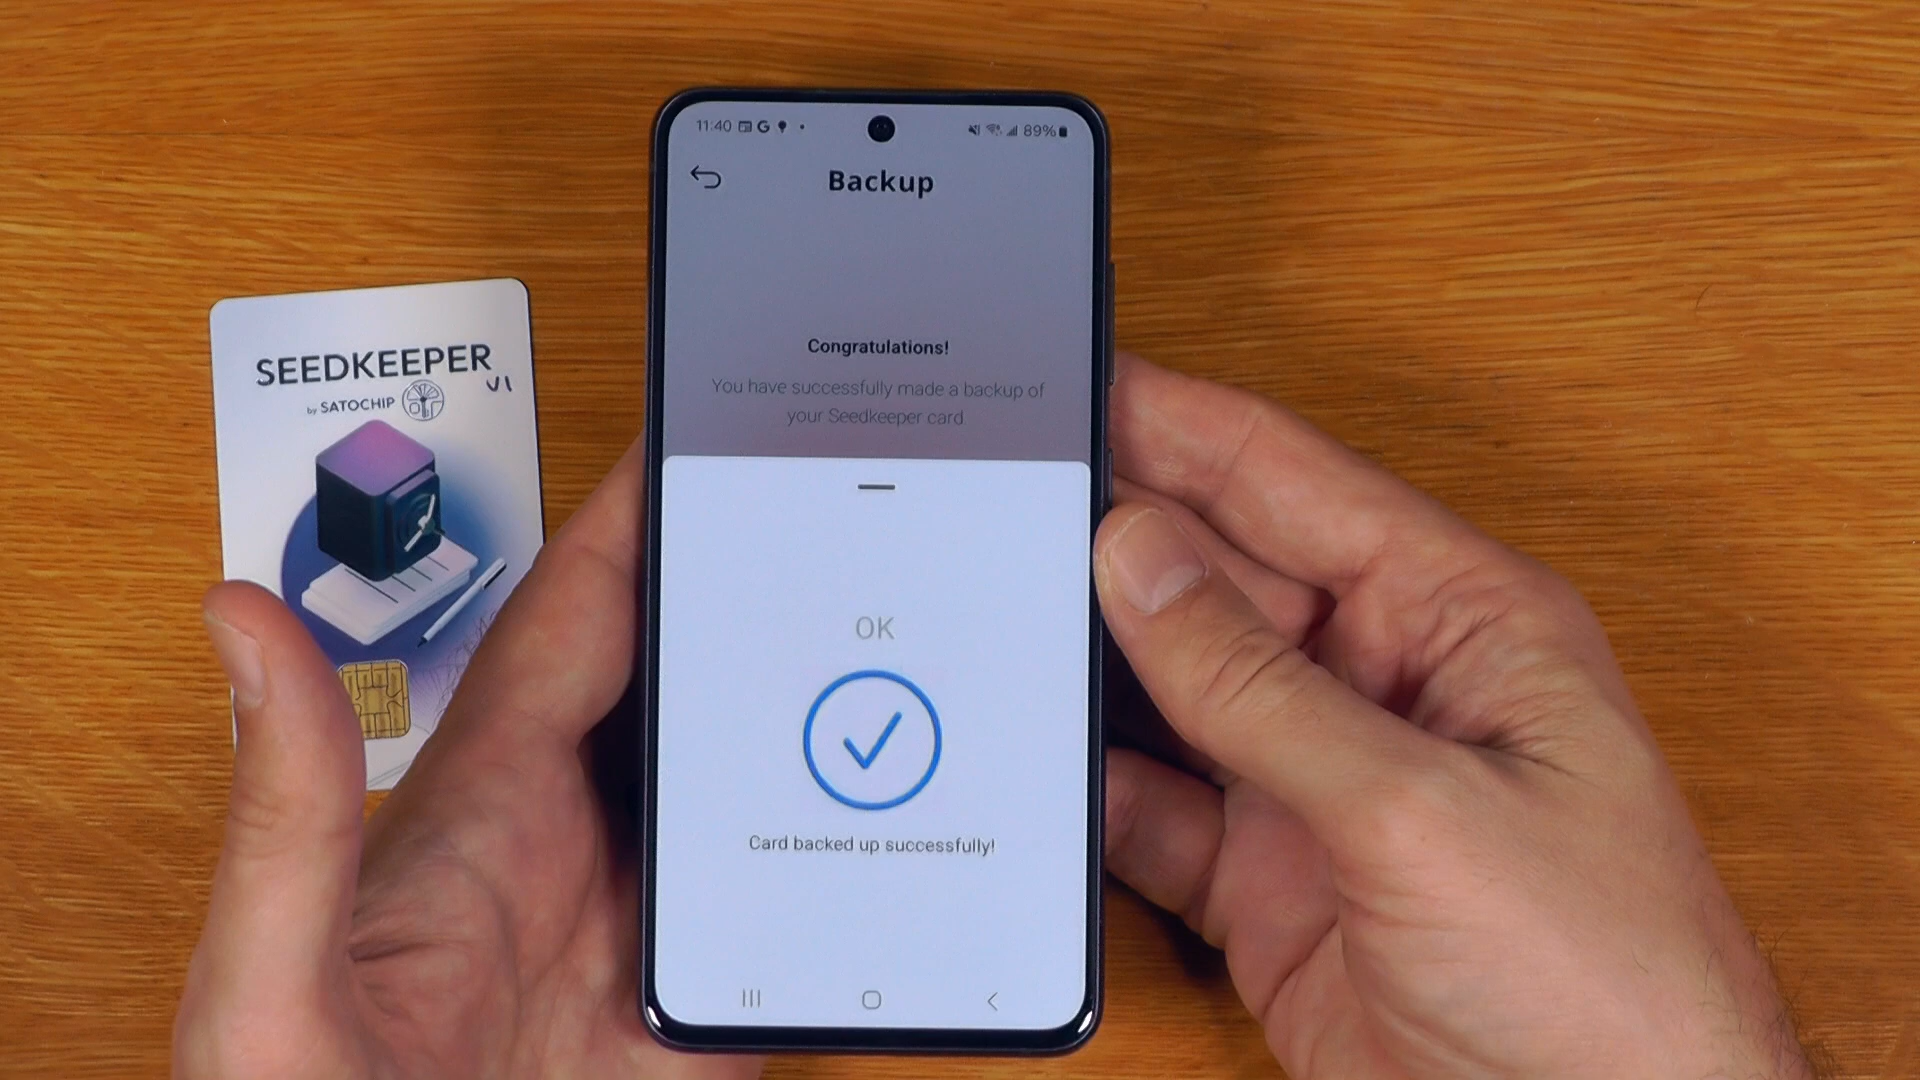 11:40
89%
Backup
Congratulations!
You have successfully made a backup of
your Seedkeeper card.
OK
Card backed up successfully!
SEEDKEEPER
V1
by SATOCHIP